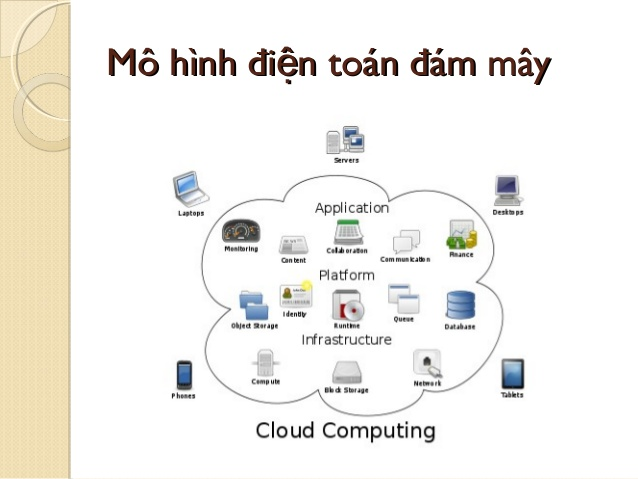 Mô hình điện toán đám mây
Servers
Laptops
Desktops
Application
Monitoring
Content
Collaboration
Communication
Finance
Platform
Object Storage
Identity
Runtime
Queue
Database
Infrastructure
Compute
Block Storage
Network
Phones
Tablets
Cloud Computing